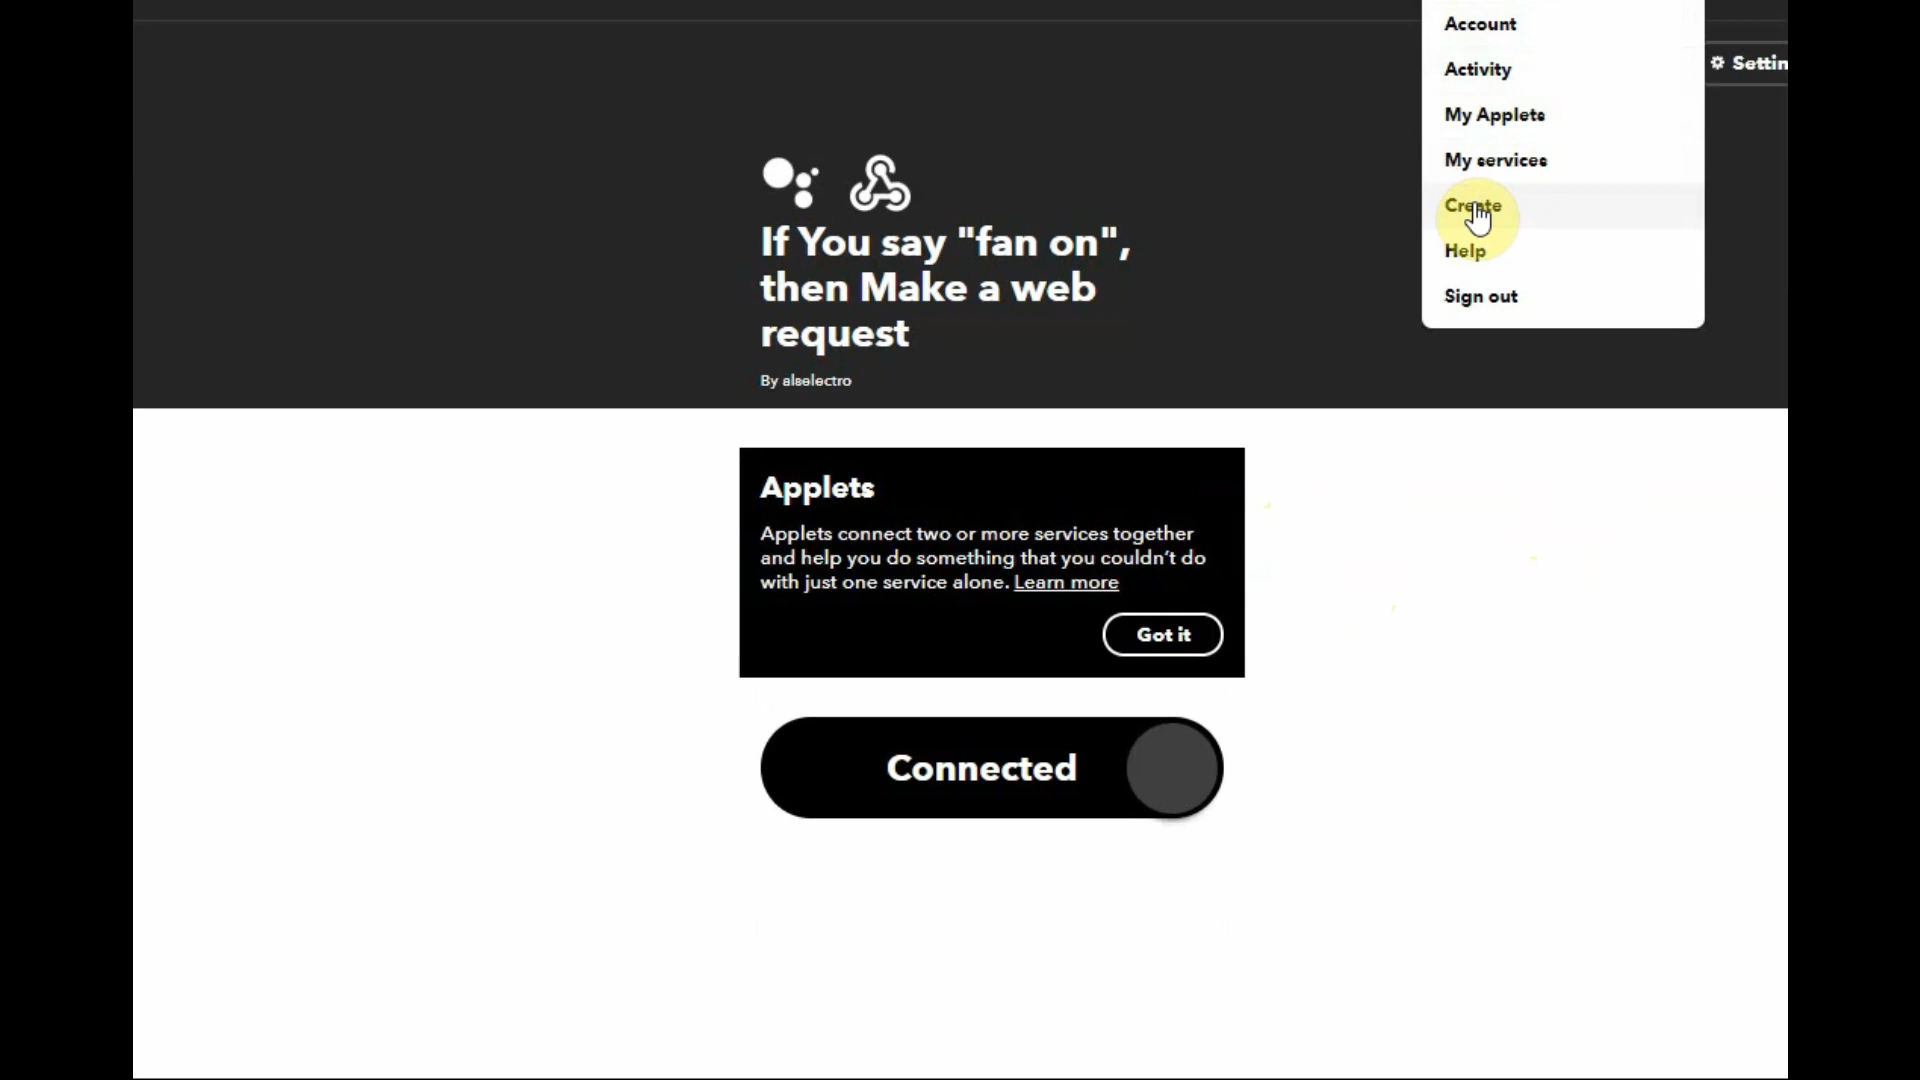 Account
Activity
My Applets
My services
Create
Help
Sign out
Settin
If You say "fan on",
then Make a web
request
By alselectro
Applets
Applets connect two or more services together
and help you do something that you couldn't do
with just one service alone. Learn more
Got it
Connected